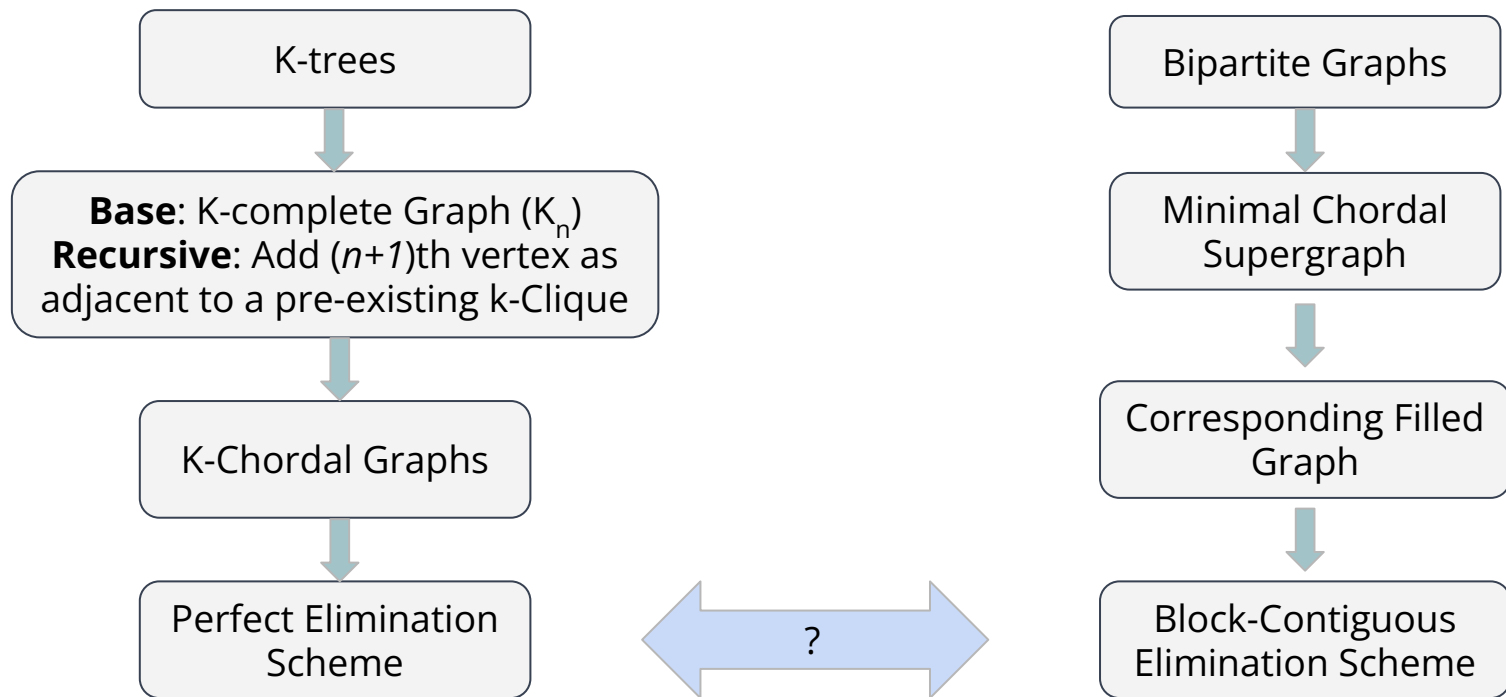 K-trees
Base: K-complete Graph (Kn)
Recursive: Add (n+1)th vertex as
adjacent to a pre-existing k-Clique
K-Chordal Graphs
Perfect Elimination
Scheme
?
Bipartite Graphs
Minimal Chordal
Supergraph
Corresponding Filled
Graph
Block-Contiguous
Elimination Scheme